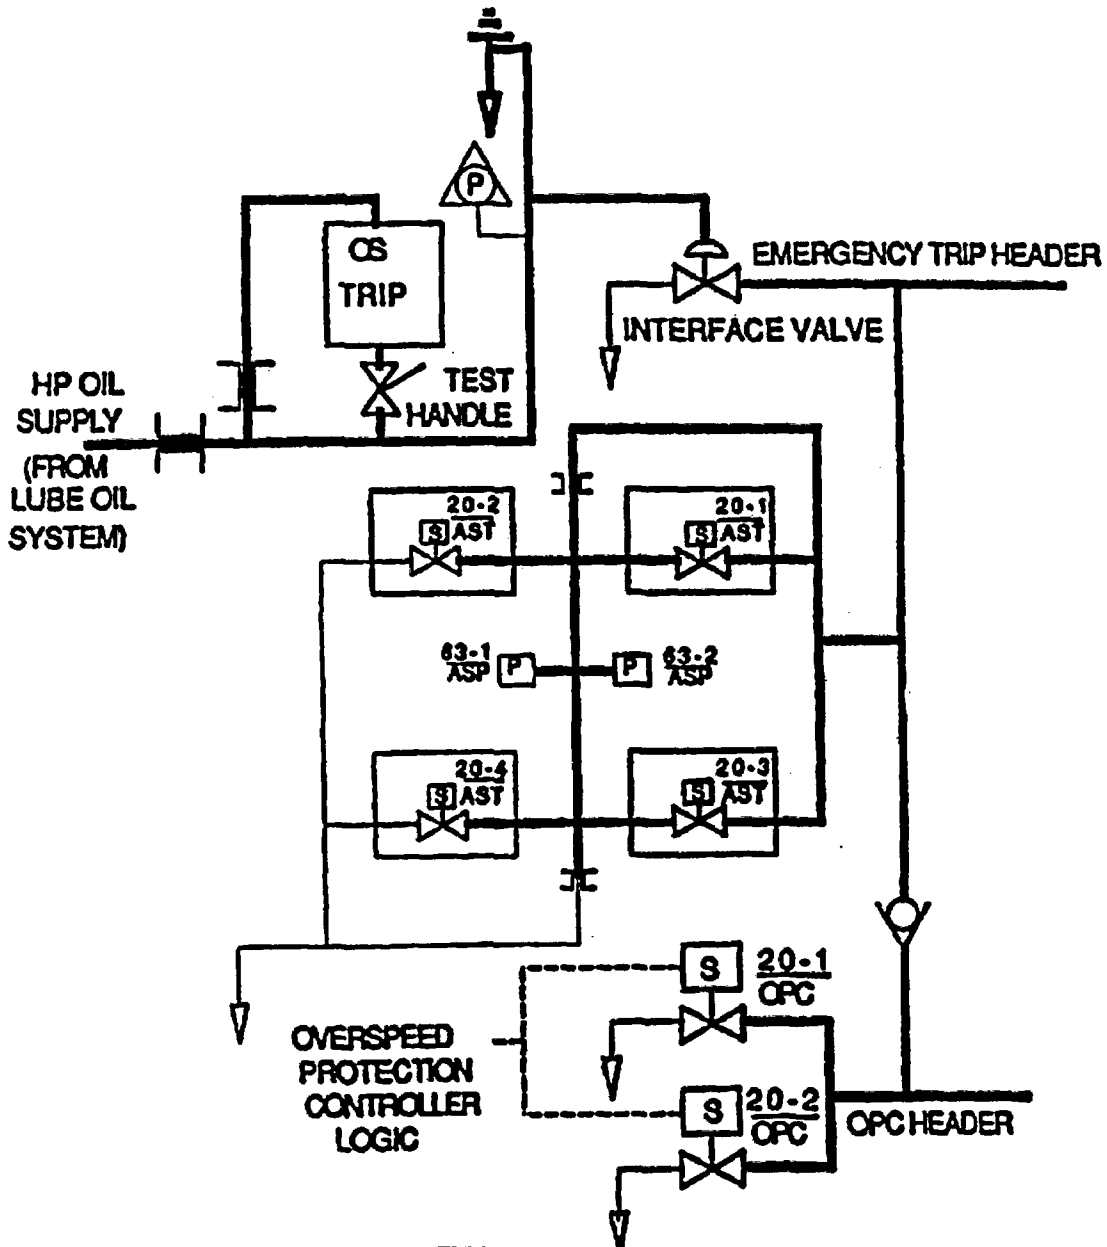 P
OS
TRIP
EMERGENCY TRIP HEADER
INTERFACE VALVE
HP OIL
SUPPLY
(FROM
LUBE OIL
SYSTEM)
TEST
HANDLE
20-2
S AST
20-1
S AST
63-1
ASP
P
P
63-2
ASP
20-4
S AST
20-3
S AST
S
20-1
OPC
OVERSPEED
PROTECTION
CONTROLLER
LOGIC
S
20-2
OPC
OPC HEADER